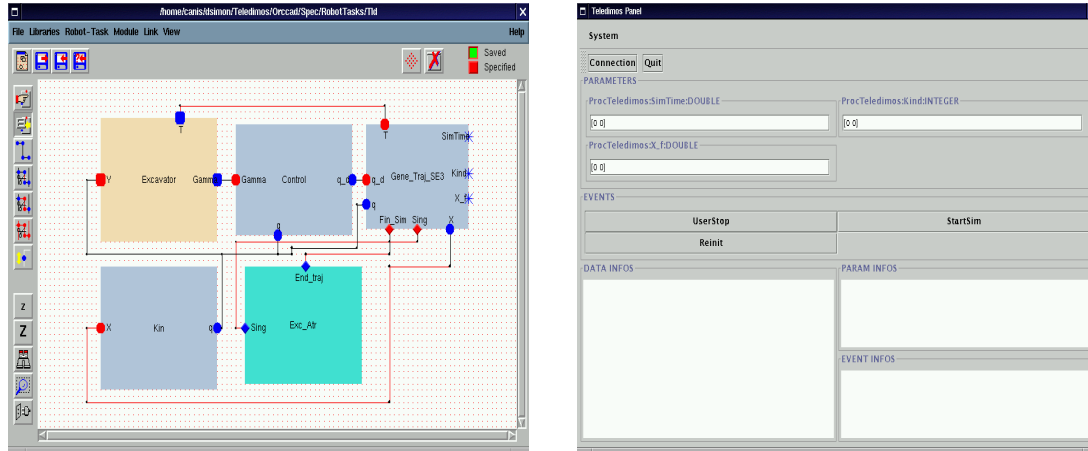 /home/canis/dsimon/Teledimos/Orccad/Spec/RobotTasks/Tld
File Libraries Robot-Task Module Link View Help
Saved
Specified
T
T
SimTime
Y Excavator Gamma
Gamma Control q_d
q_d Gene_Traj_SE3 Kind
q
X_f
q
Fin_Sim Sing X
End_traj
X Kin q
Sing Exc_Atr
z
Z
Teledimos Panel
System
Connection Quit
PARAMETERS
ProcTeledimos:SimTime:DOUBLE
[0 0]
ProcTeledimos:Kind:INTEGER
[0 0]
ProcTeledimos:X_f:DOUBLE
[0 0]
EVENTS
UserStop StartSim
Reinit
DATA INFOS
PARAM INFOS
EVENT INFOS